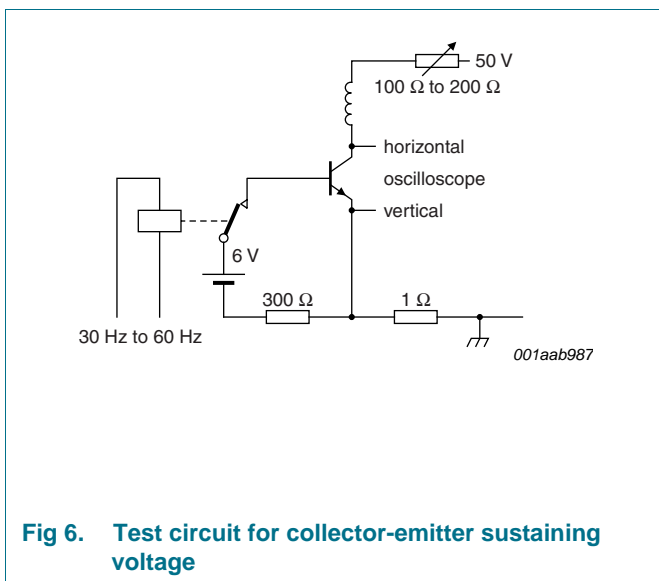 50 V
100 Ω to 200 Ω
horizontal
oscilloscope
vertical
6 V
300 Ω
1 Ω
30 Hz to 60 Hz
001aab987
Fig 6. Test circuit for collector-emitter sustaining
voltage